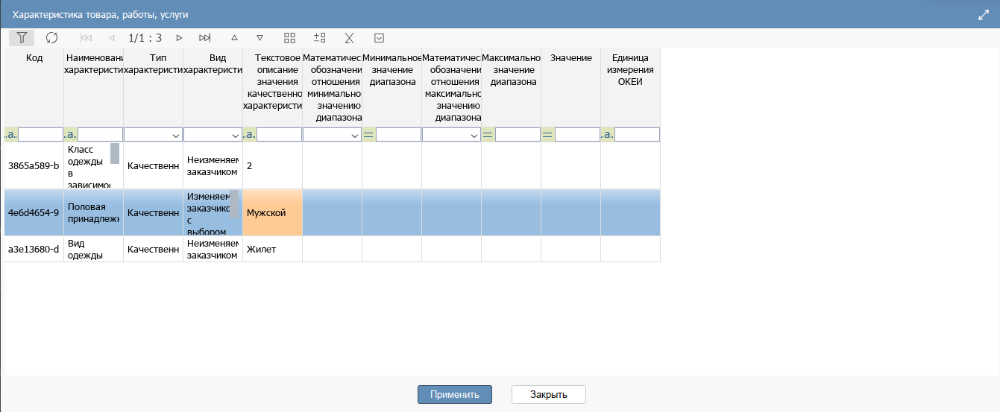 Характеристика товара, работы, услуги
1/1 : 3
Код
Наименовани
характеристи
Тип
характеристи
Вид
характеристи
Текстовое
описание
значения
качественно
характеристи
Математичес
обозначени
отношения
минимально
значению
диапазона
Минимальное
значение
диапазона
Математичес
обозначени
отношения
максимально
значению
диапазона
Максимально
значение
диапазона
Значение
Единица
измерения
ОКЕИ
..a..
..a..
..a..
..a..
3865a589-b
Класс
одежды
в
зависимос
Качественн
Неизменяем
заказчиком
2
4e6d4654-9
Половая
принадлежн
Качественн
Изменяем
заказчико
с
выбором
Мужской
a3e13680-d
Вид
одежды
Качественн
Неизменяем
заказчиком
Жилет
Применить
Закрыть